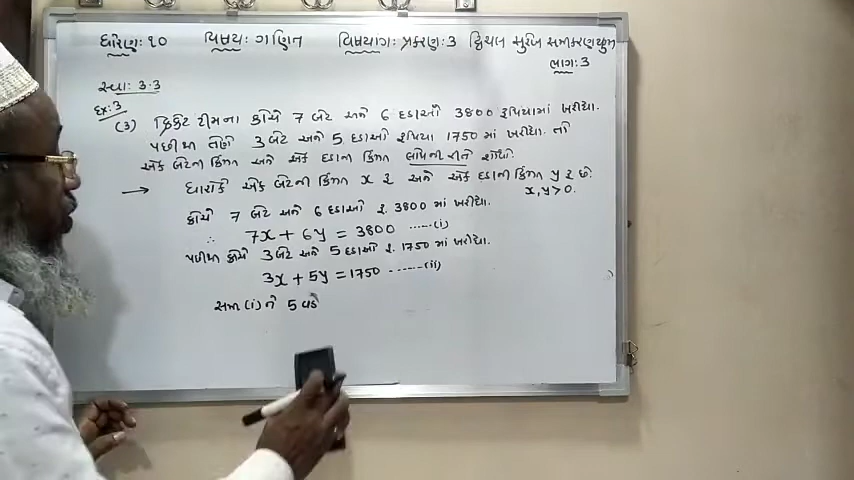 ધોરણ: ૧૦ વિષય: ગણિત વિષયાંગ: પ્રકરણ: 3 દ્વિચલ સુરેખ સમીકરણયુગ્મ
ભાગ: 3
સ્વા: 3.3
Ex: 3
(3) ક્રિકેટ ટીમના કોચે 7 બેટ અને 6 દડાઓ 3800 રૂપિયામાં ખરીદ્યા.
પછીથી તેણે 3 બેટ અને 5 દડાઓ રૂપિયા 1750 માં ખરીદ્યા. તો
એક બેટની કિંમત અને એક દડાની કિંમત લોપની રીતે શોધો.
→ ધારોકે એક બેટની કિંમત x રૂ અને એક દડાની કિંમત y રૂ છે.
x, y > 0.
કોચે 7 બેટ અને 6 દડાઓ રૂ. 3800 માં ખરીદ્યા.
∴ 7x + 6y = 3800 ......(i)
પછીથી કોચે 3 બેટ અને 5 દડાઓ રૂ. 1750 માં ખરીદ્યા.
3x + 5y = 1750 ......(ii)
સમી (i) ને 5 વડે